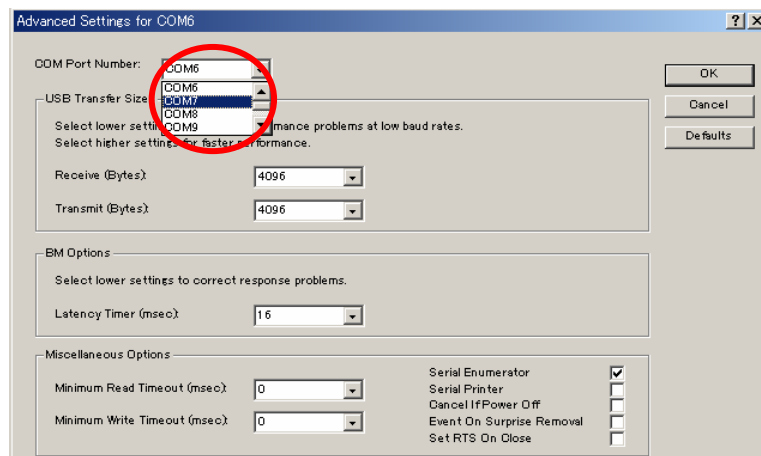 Advanced Settings for COM6
COM Port Number:
COM6
COM6
COM7
COM8
COM9
OK
Cancel
Defaults
USB Transfer Size
Select lower setti mance problems at low baud rates.
Select higher settings for faster performance.
Receive (Bytes):
4096
Transmit (Bytes):
4096
BM Options
Select lower settings to correct response problems.
Latency Timer (msec):
16
Miscellaneous Options
Minimum Read Timeout (msec):
0
Minimum Write Timeout (msec):
0
Serial Enumerator
Serial Printer
Cancel If Power Off
Event On Surprise Removal
Set RTS On Close